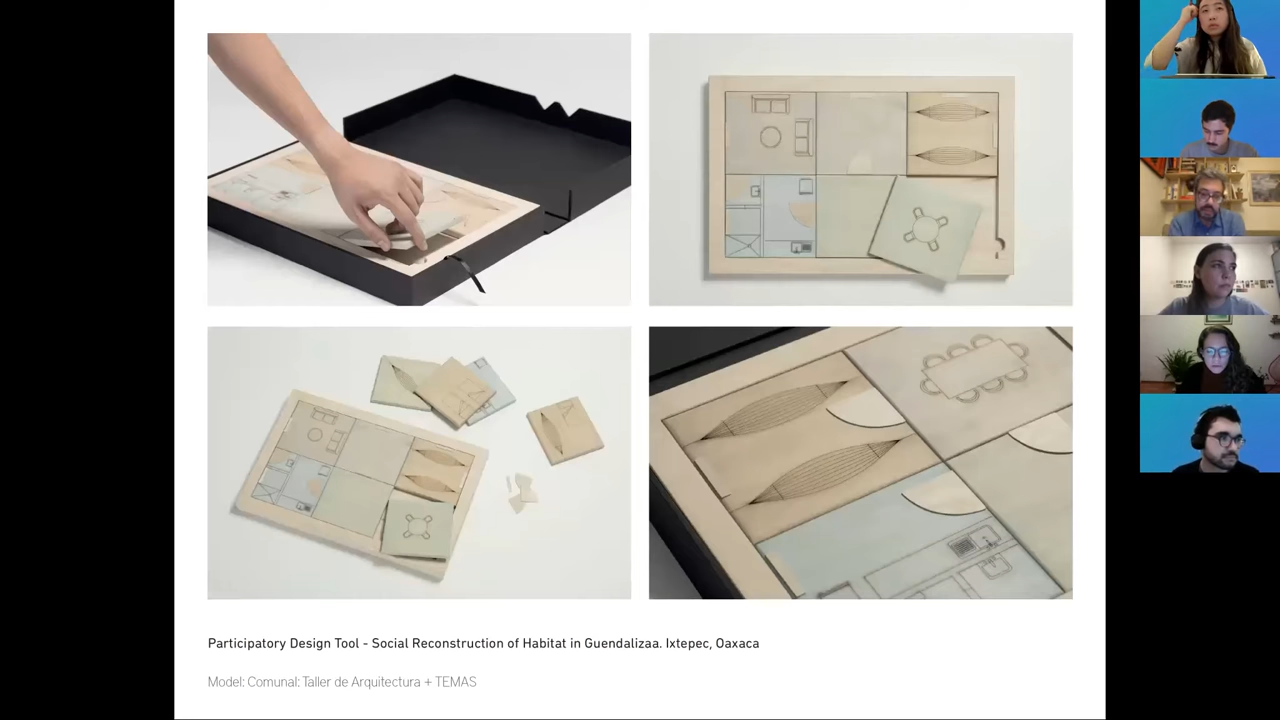 Participatory Design Tool - Social Reconstruction of Habitat in Guendalizaa. Ixtepec, Oaxaca
Model: Comunal: Taller de Arquitectura + TEMAS